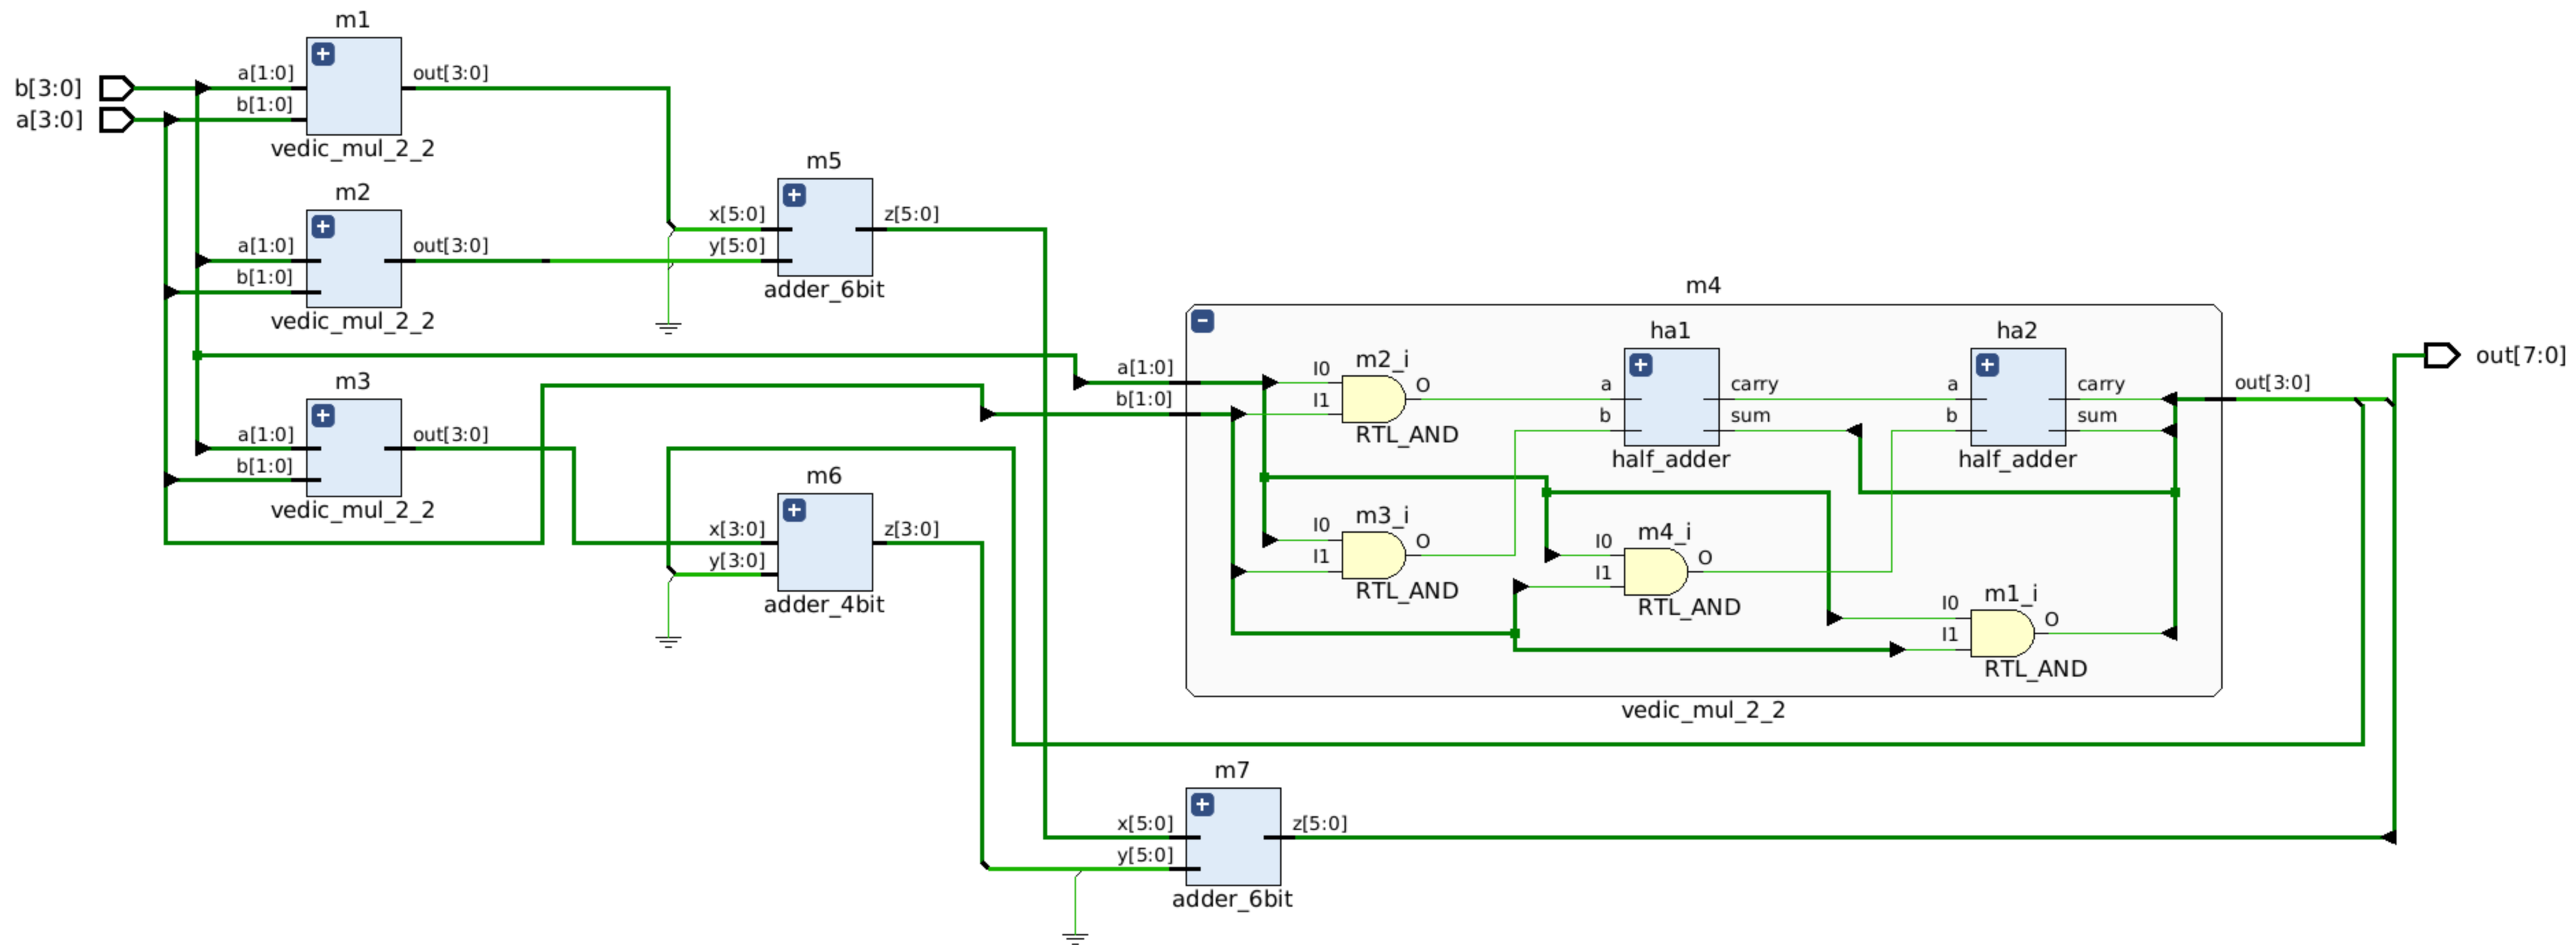 b[3:0]
a[3:0]
m1
a[1:0]
b[1:0]
out[3:0]
vedic_mul_2_2
m2
a[1:0]
b[1:0]
out[3:0]
vedic_mul_2_2
m3
a[1:0]
b[1:0]
out[3:0]
vedic_mul_2_2
m5
x[5:0]
y[5:0]
z[5:0]
adder_6bit
m6
x[3:0]
y[3:0]
z[3:0]
adder_4bit
m4
a[1:0]
b[1:0]
m2_i
I0
I1
O
RTL_AND
m3_i
I0
I1
O
RTL_AND
ha1
a
b
carry
sum
half_adder
m4_i
I0
I1
O
RTL_AND
ha2
a
b
carry
sum
half_adder
m1_i
I0
I1
O
RTL_AND
out[3:0]
vedic_mul_2_2
m7
x[5:0]
y[5:0]
z[5:0]
adder_6bit
out[7:0]